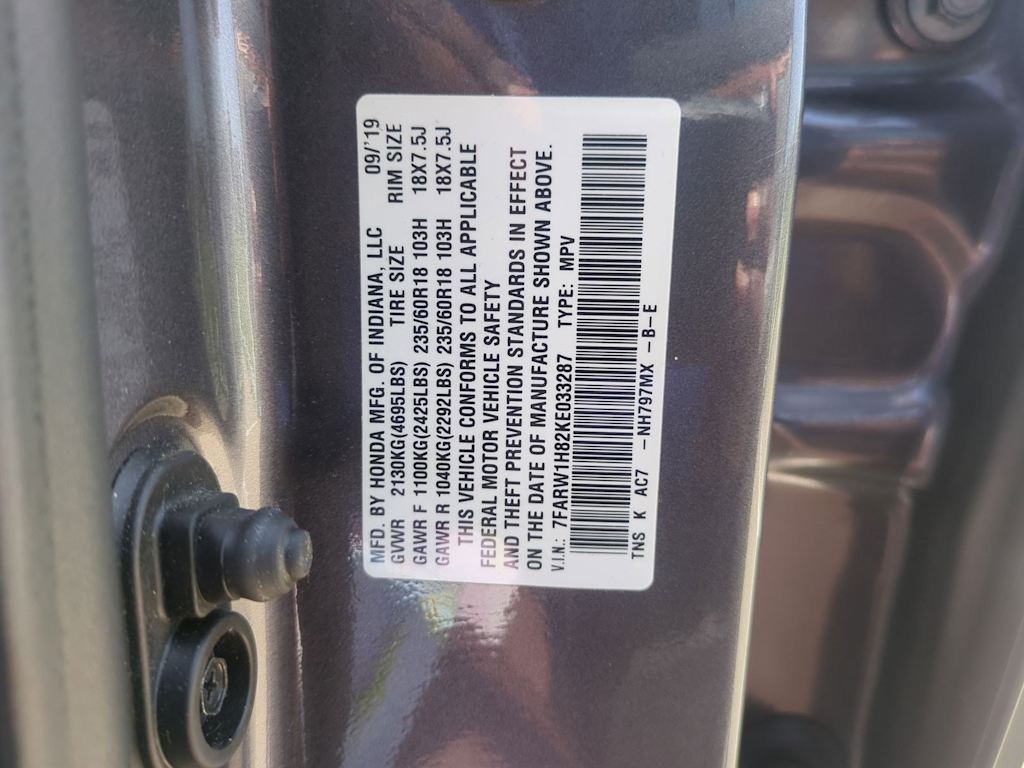 MFD. BY HONDA MFG. OF INDIANA, LLC 09/'19
GVWR 2130KG(4695LBS) TIRE SIZE RIM SIZE
GAWR F 1100KG(2425LBS) 235/60R18 103H 18X7.5J
GAWR R 1040KG(2292LBS) 235/60R18 103H 18X7.5J
THIS VEHICLE CONFORMS TO ALL APPLICABLE
FEDERAL MOTOR VEHICLE SAFETY
AND THEFT PREVENTION STANDARDS IN EFFECT
ON THE DATE OF MANUFACTURE SHOWN ABOVE.
V.I.N.: 7FARW1H82KE033287 TYPE: MPV
TNS K AC7 -NH797MX -B-E